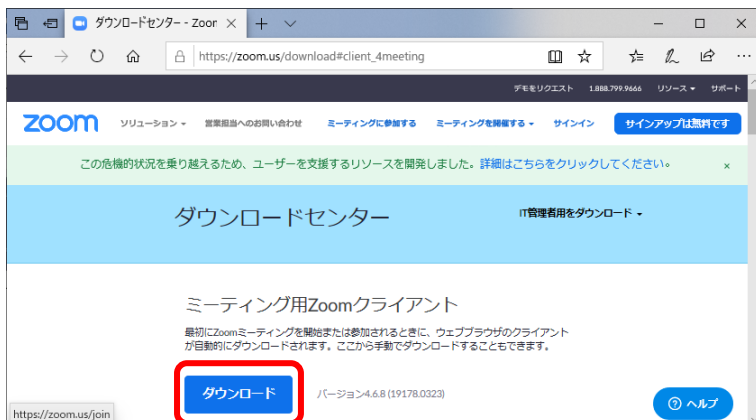 ダウンロードセンター - Zoor
https://zoom.us/download#client_4meeting
デモをリクエスト 1.888.799.9666 リソース サポート
zoom ソリューション 営業担当へのお問い合わせ ミーティングに参加する ミーティングを開催する サインイン サインアップは無料です
この危機的状況を乗り越えるため、ユーザーを支援するリソースを開発しました。詳細はこちらをクリックしてください。 ×
ダウンロードセンター IT管理者用をダウンロード
ミーティング用Zoomクライアント
最初にZoomミーティングを開始または参加されるときに、ウェブブラウザのクライアント
が自動的にダウンロードされます。ここから手動でダウンロードすることもできます。
ダウンロード バージョン4.6.8 (19178.0323)
ヘルプ
https://zoom.us/join